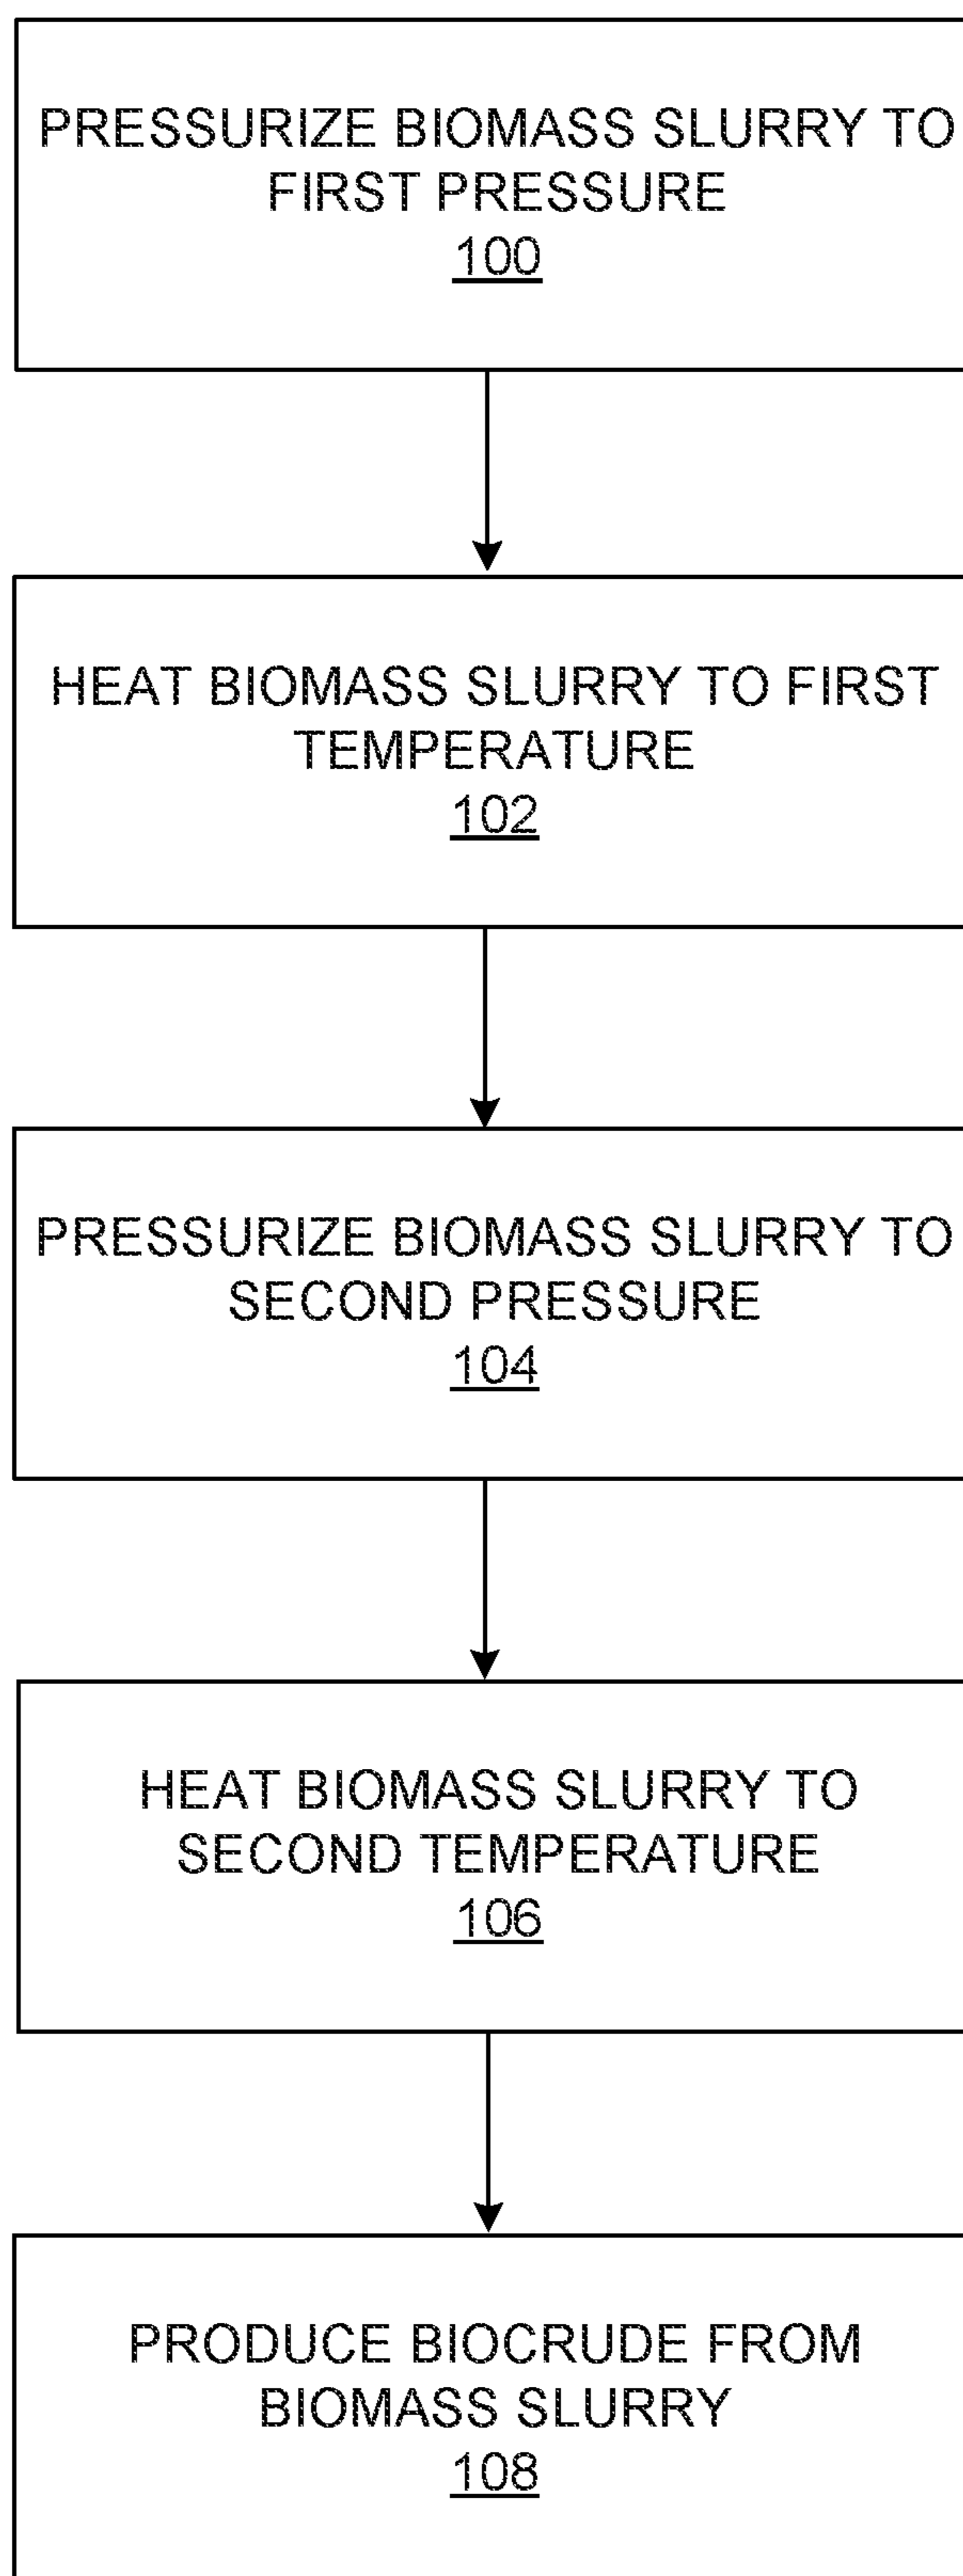 PRESSURIZE BIOMASS SLURRY TO
FIRST PRESSURE
100
HEAT BIOMASS SLURRY TO FIRST
TEMPERATURE
102
PRESSURIZE BIOMASS SLURRY TO
SECOND PRESSURE
104
HEAT BIOMASS SLURRY TO
SECOND TEMPERATURE
106
PRODUCE BIOCRUDE FROM
BIOMASS SLURRY
108